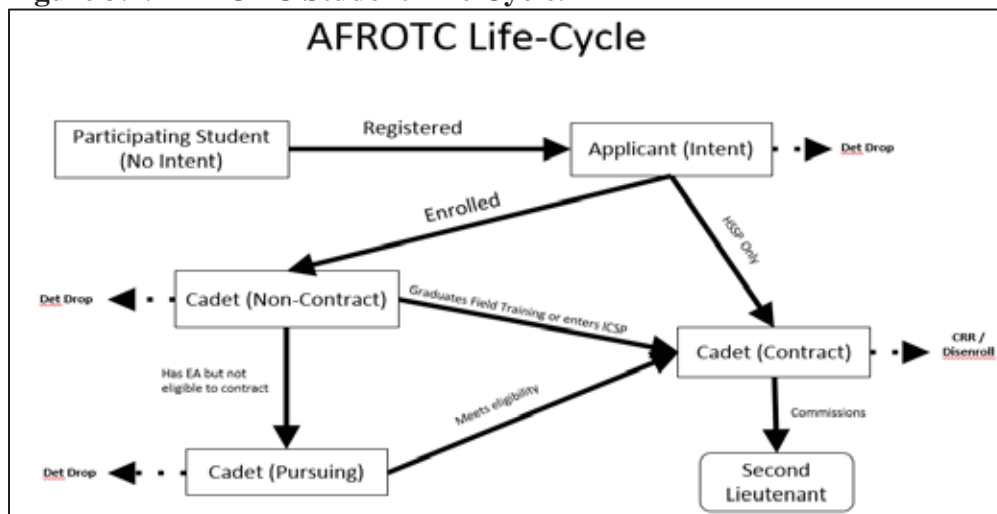 AFROTC Life-Cycle
Participating Student
(No Intent)
Registered
Applicant (Intent)
Det Drop
Enrolled
HSSP Only
Det Drop
Cadet (Non-Contract)
Graduates Field Training or enters ICSP
Cadet (Contract)
CRR /
Disenroll
Has EA but not
eligible to contract
Meets eligibility
Commissions
Det Drop
Cadet (Pursuing)
Second
Lieutenant